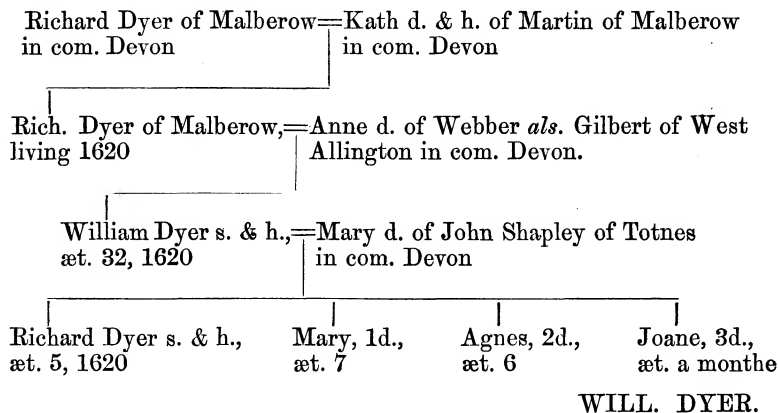 Richard Dyer of Malberow=Kath d. & h. of Martin of Malberow
in com. Devon in com. Devon
Rich. Dyer of Malberow,=Anne d. of Webber als. Gilbert of West
living 1620 Allington in com. Devon.
William Dyer s. & h.,=Mary d. of John Shapley of Totnes
æt. 32, 1620 in com. Devon
Richard Dyer s. & h., Mary, 1d., Agnes, 2d., Joane, 3d.,
æt. 5, 1620 æt. 7 æt. 6 æt. a monthe
WILL. DYER.